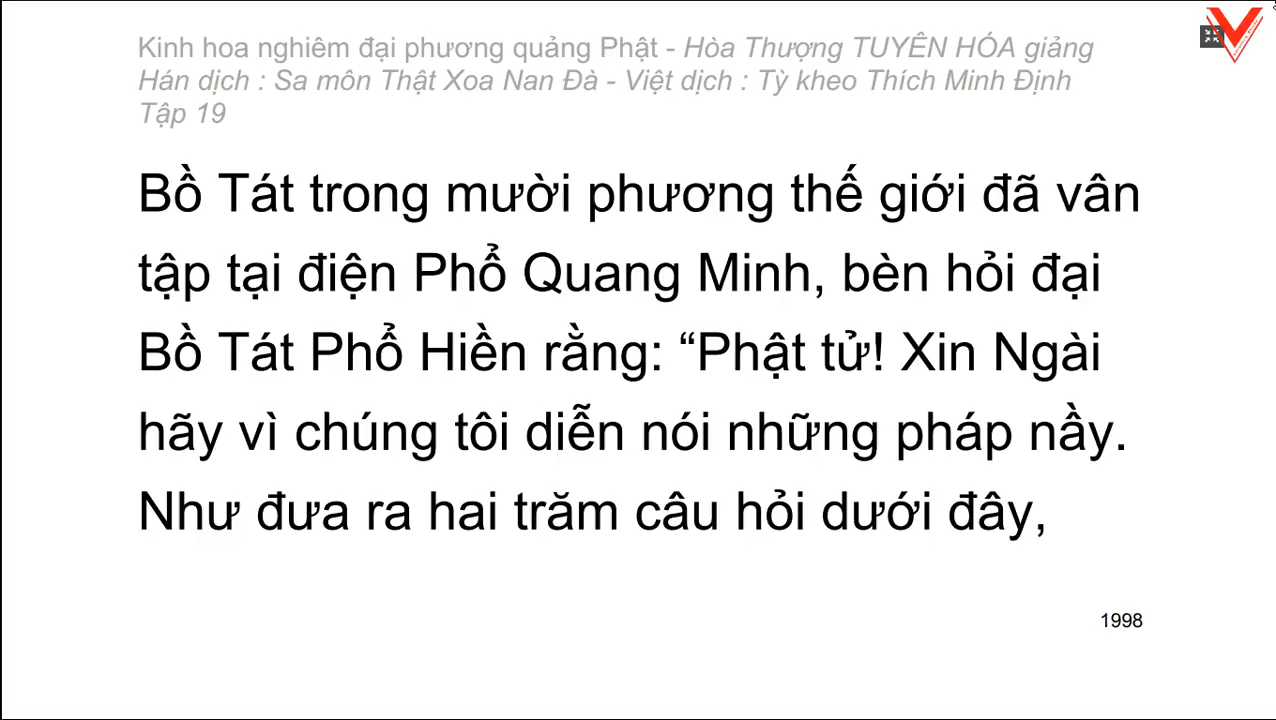 Kinh hoa nghiêm đại phương quảng Phật - Hòa Thượng TUYÊN HÓA giảng
Hán dịch : Sa môn Thật Xoa Nan Đà - Việt dịch : Tỳ kheo Thích Minh Định
Tập 19
Bồ Tát trong mười phương thế giới đã vân
tập tại điện Phổ Quang Minh, bèn hỏi đại
Bồ Tát Phổ Hiền rằng: “Phật tử! Xin Ngài
hãy vì chúng tôi diễn nói những pháp nầy.
Như đưa ra hai trăm câu hỏi dưới đây,
1998